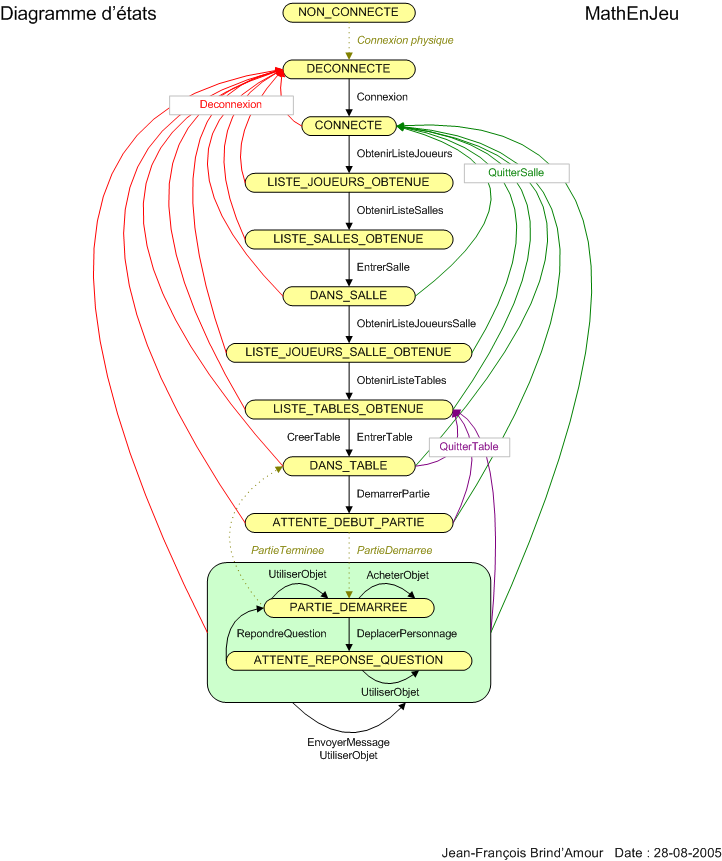 Diagramme d'états
MathEnJeu
NON_CONNECTE
Connexion physique
DECONNECTE
Connexion
Deconnexion
CONNECTE
ObtenirListeJoueurs
QuitterSalle
LISTE_JOUEURS_OBTENUE
ObtenirListeSalles
LISTE_SALLES_OBTENUE
EntrerSalle
DANS_SALLE
ObtenirListeJoueursSalle
LISTE_JOUEURS_SALLE_OBTENUE
ObtenirListeTables
LISTE_TABLES_OBTENUE
CreerTable
EntrerTable
QuitterTable
DANS_TABLE
DemarrerPartie
ATTENTE_DEBUT_PARTIE
PartieTerminee
PartieDemarree
UtiliserObjet
AcheterObjet
PARTIE_DEMARREE
RepondreQuestion
DeplacerPersonnage
ATTENTE_REPONSE_QUESTION
UtiliserObjet
EnvoyerMessage
UtiliserObjet
Jean-François Brind'Amour Date : 28-08-2005